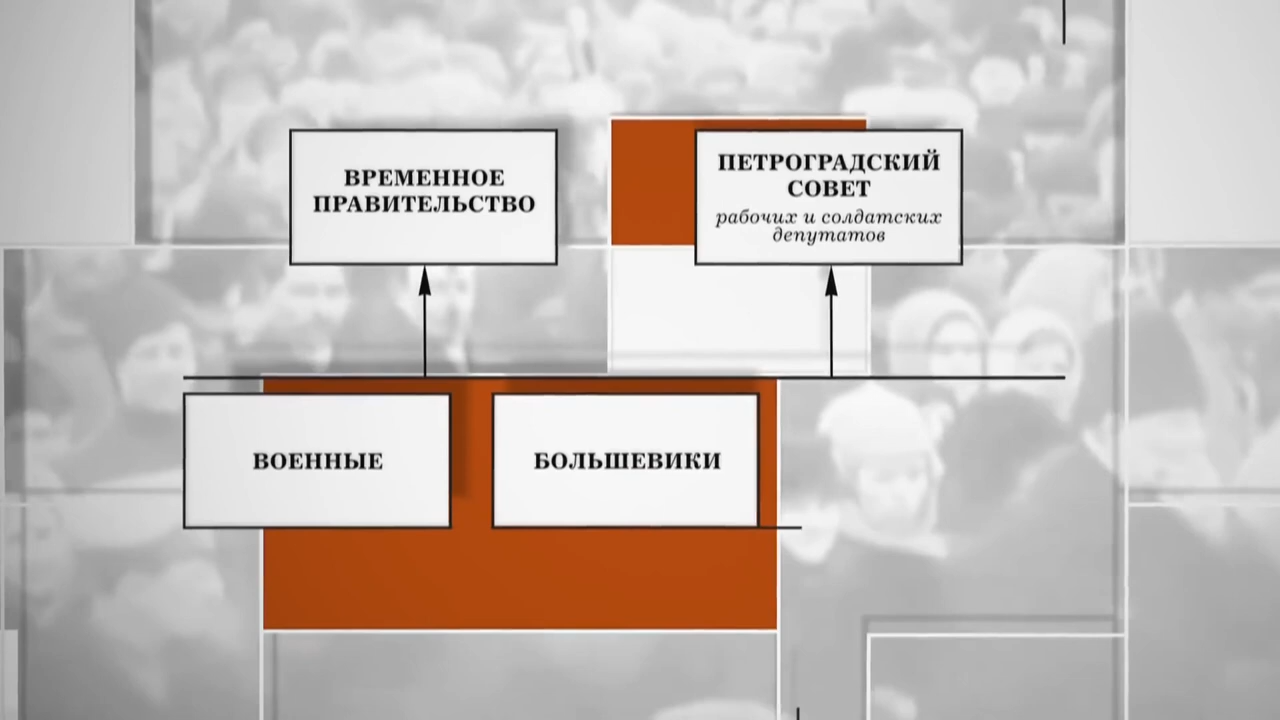 ВРЕМЕННОЕ
ПРАВИТЕЛЬСТВО
ПЕТРОГРАДСКИЙ
СОВЕТ
рабочих и солдатских
депутатов
ВОЕННЫЕ
БОЛЬШЕВИКИ